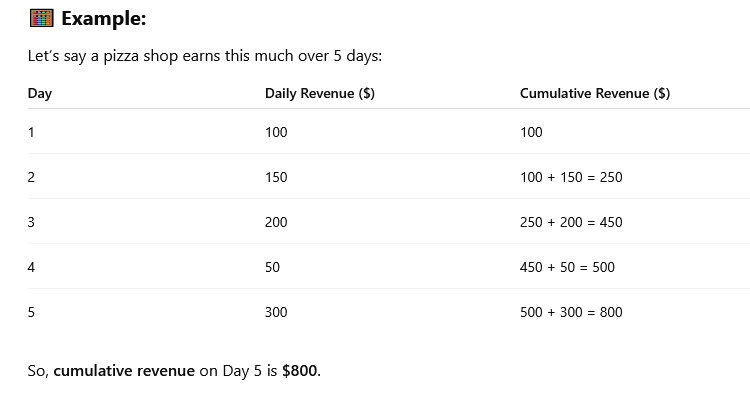 🧮 Example:
Let's say a pizza shop earns this much over 5 days:
Day Daily Revenue ($) Cumulative Revenue ($)
1 100 100
2 150 100 + 150 = 250
3 200 250 + 200 = 450
4 50 450 + 50 = 500
5 300 500 + 300 = 800
So, cumulative revenue on Day 5 is $800.